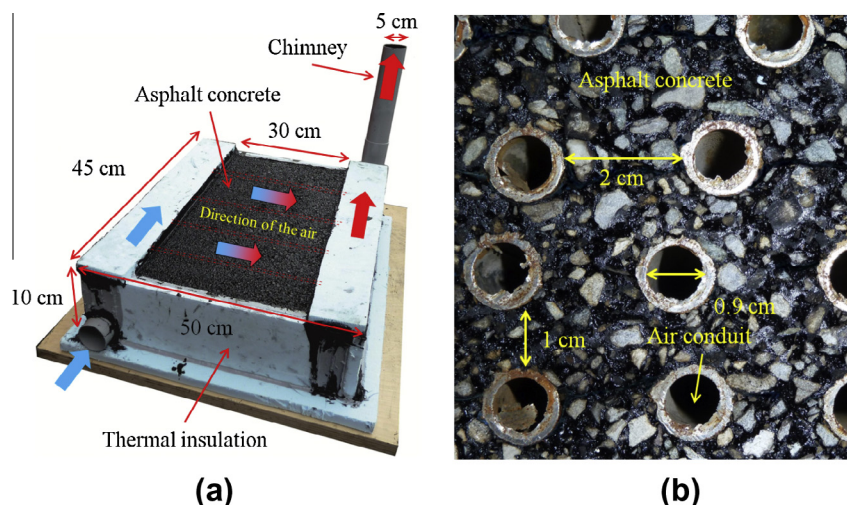 5 cm
Chimney
Asphalt concrete
30 cm
45 cm
Direction of the air
10 cm
50 cm
Thermal insulation
(a)
Asphalt concrete
2 cm
0.9 cm
1 cm
Air conduit
(b)